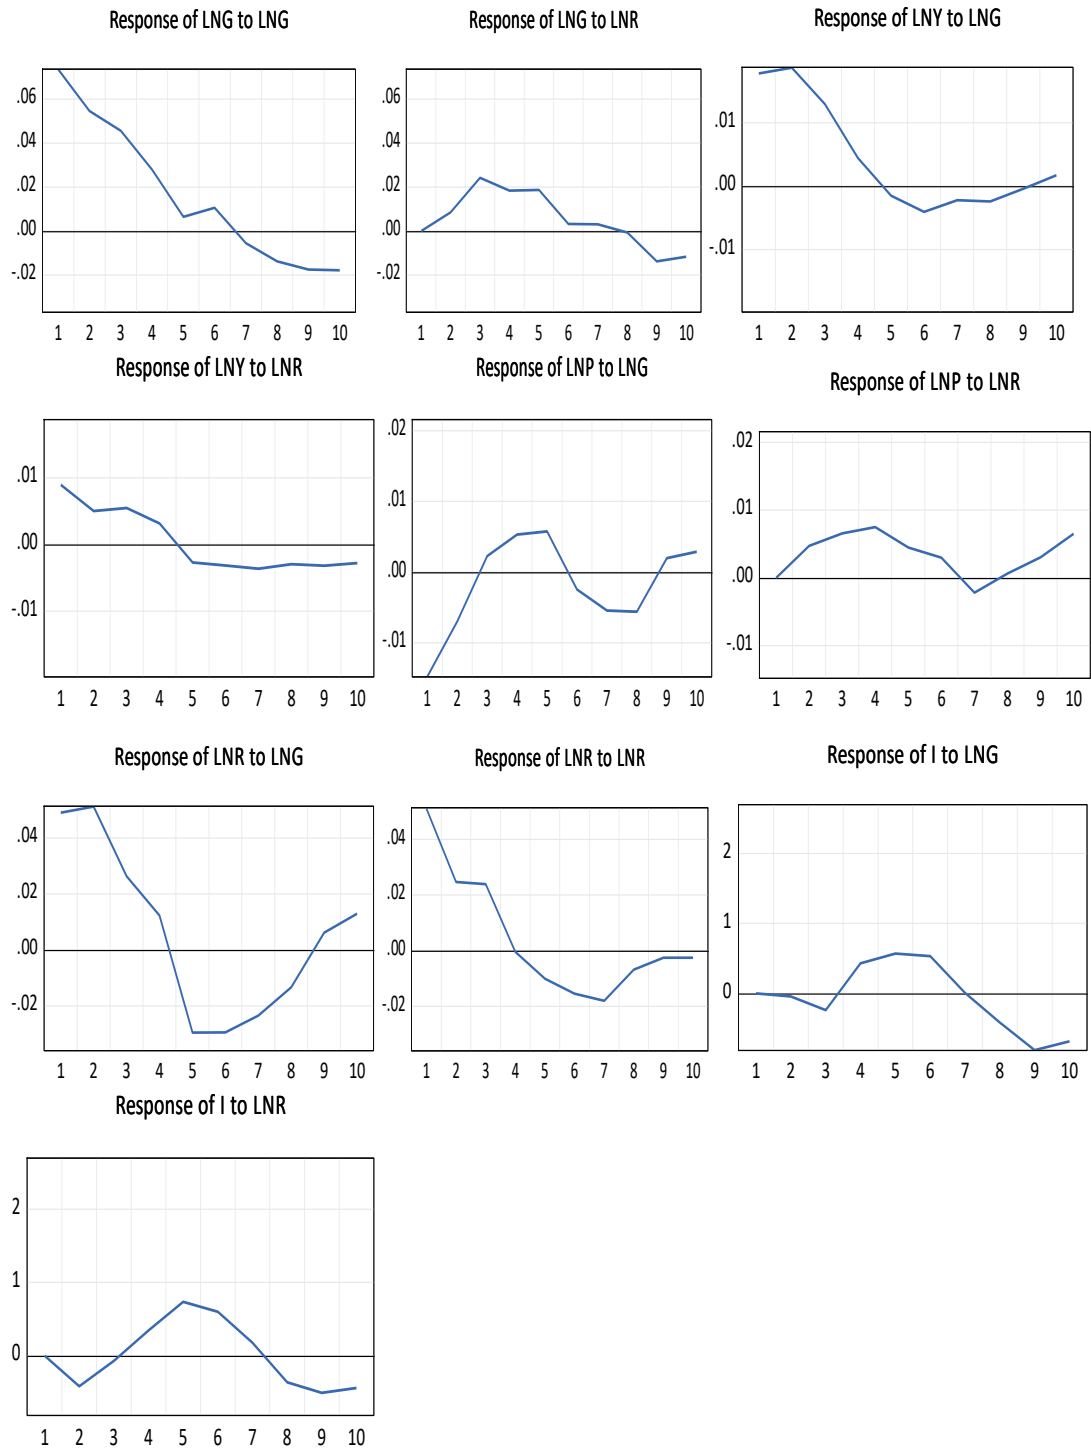 Response of LNG to LNG
.06
.04
.02
.00
-.02
1 2 3 4 5 6 7 8 9 10
Response of LNG to LNR
.06
.04
.02
.00
-.02
1 2 3 4 5 6 7 8 9 10
Response of LNY to LNG
.01
.00
-.01
1 2 3 4 5 6 7 8 9 10
Response of LNY to LNR
.01
.00
-.01
1 2 3 4 5 6 7 8 9 10
Response of LNP to LNG
.02
.01
.00
-.01
1 2 3 4 5 6 7 8 9 10
Response of LNP to LNR
.02
.01
.00
-.01
1 2 3 4 5 6 7 8 9 10
Response of LNR to LNG
.04
.02
.00
-.02
1 2 3 4 5 6 7 8 9 10
Response of LNR to LNR
.04
.02
.00
-.02
1 2 3 4 5 6 7 8 9 10
Response of I to LNG
2
1
0
1 2 3 4 5 6 7 8 9 10
Response of I to LNR
2
1
0
1 2 3 4 5 6 7 8 9 10